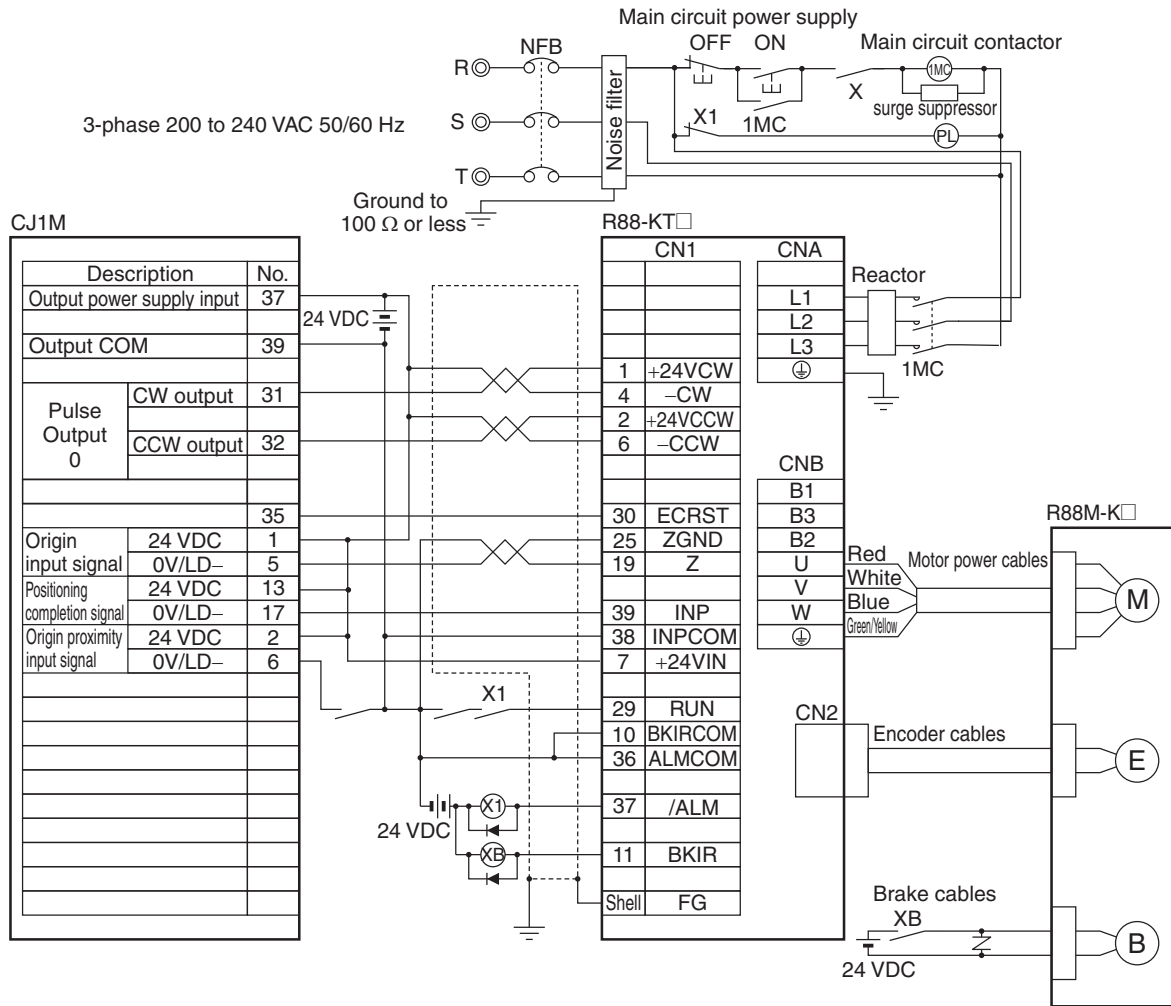 Main circuit power supply
NFB
OFF ON
Main circuit contactor
R
1MC
Noise filter
X
surge suppressor
3-phase 200 to 240 VAC 50/60 Hz
S
X1
1MC
PL
T
Ground to
100 Ω or less
CJ1M
R88-KT□
CN1
CNA
Description No.
Reactor
Output power supply input 37
L1
24 VDC
L2
Output COM 39
L3
1MC
1 +24VCW
Pulse
Output
0
CW output 31
4 −CW
2 +24VCCW
CCW output 32
6 −CCW
CNB
B1
35
30 ECRST
B3
R88M-K□
Origin
input signal
24 VDC 1
25 ZGND
B2
0V/LD− 5
19 Z
U
Red
Motor power cables
Positioning
completion signal
24 VDC 13
V
White
0V/LD− 17
39 INP
W
Blue
M
Origin proximity
input signal
24 VDC 2
38 INPCOM
Green/Yellow
0V/LD− 6
7 +24VIN
X1
29 RUN
CN2
10 BKIRCOM
Encoder cables
36 ALMCOM
E
X1
37 /ALM
24 VDC
XB
11 BKIR
Shell FG
Brake cables
XB
B
24 VDC